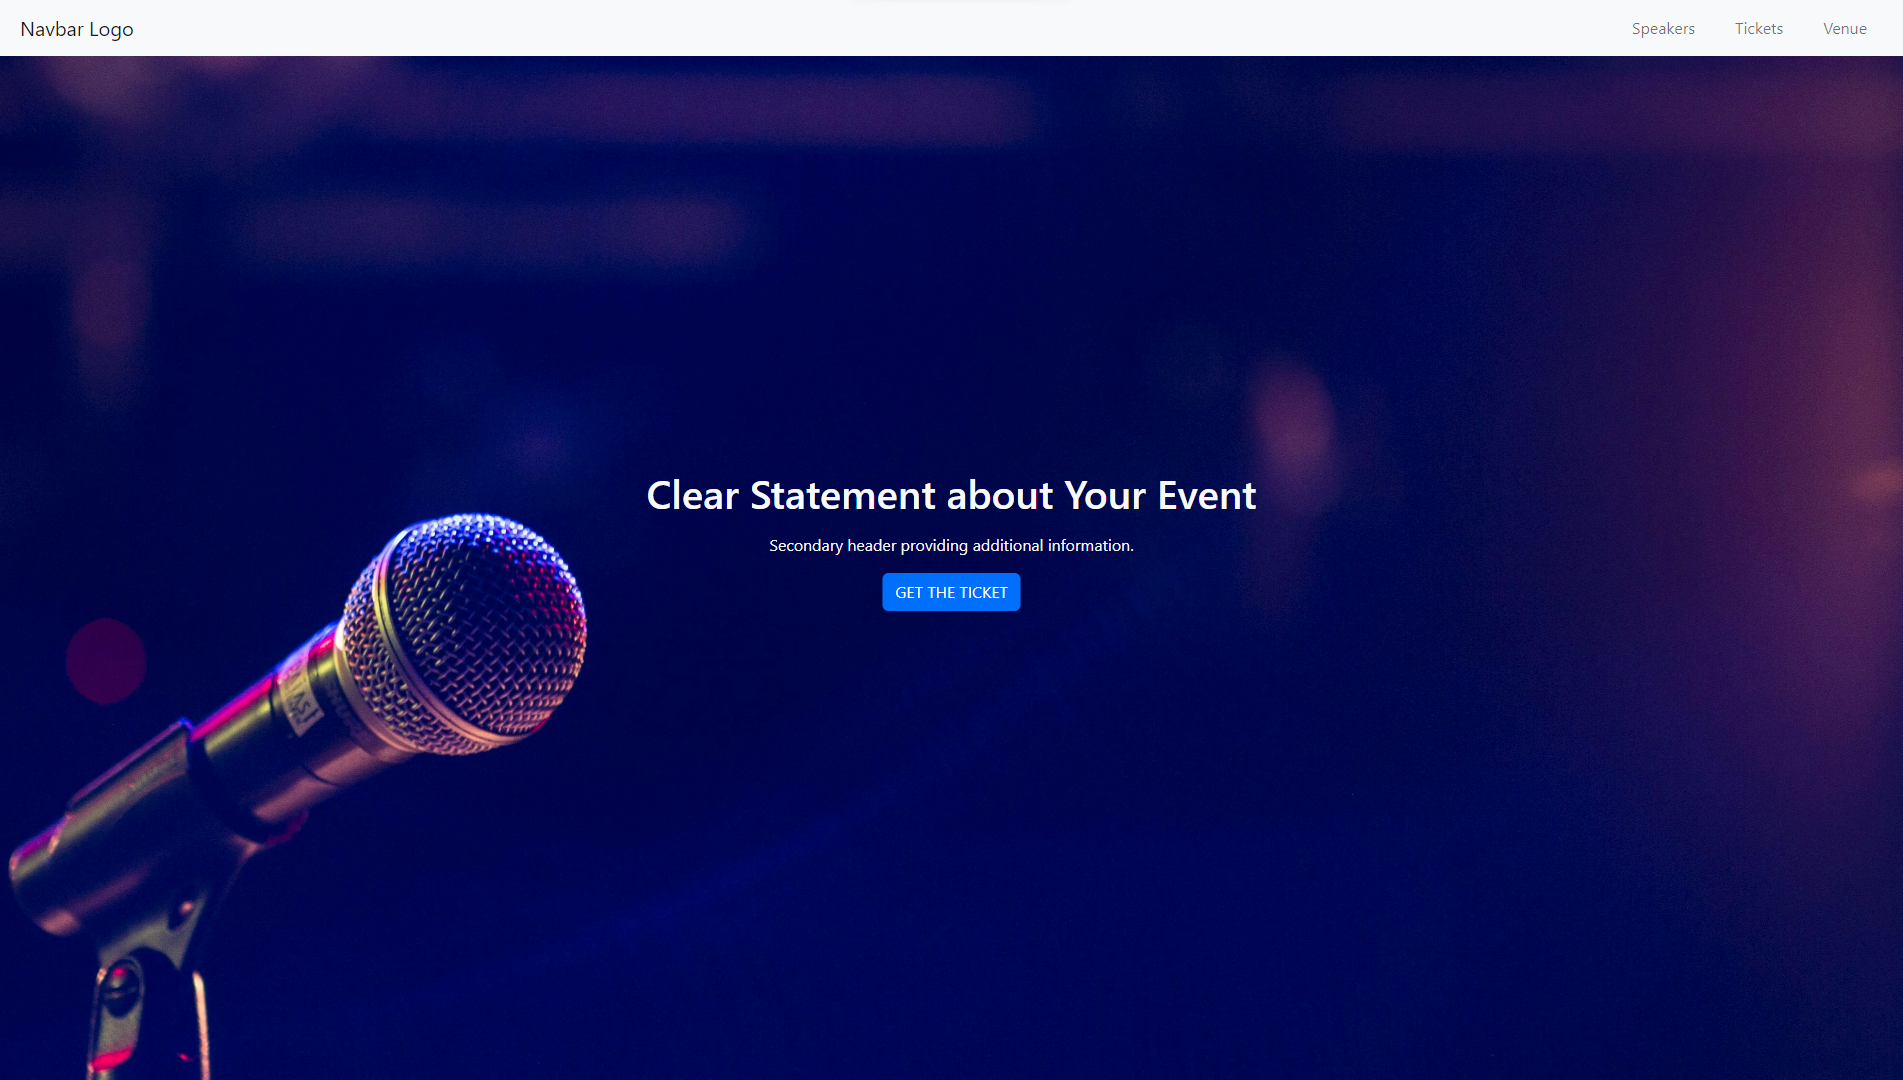 Navbar Logo
Speakers Tickets Venue
Clear Statement about Your Event
Secondary header providing additional information.
GET THE TICKET